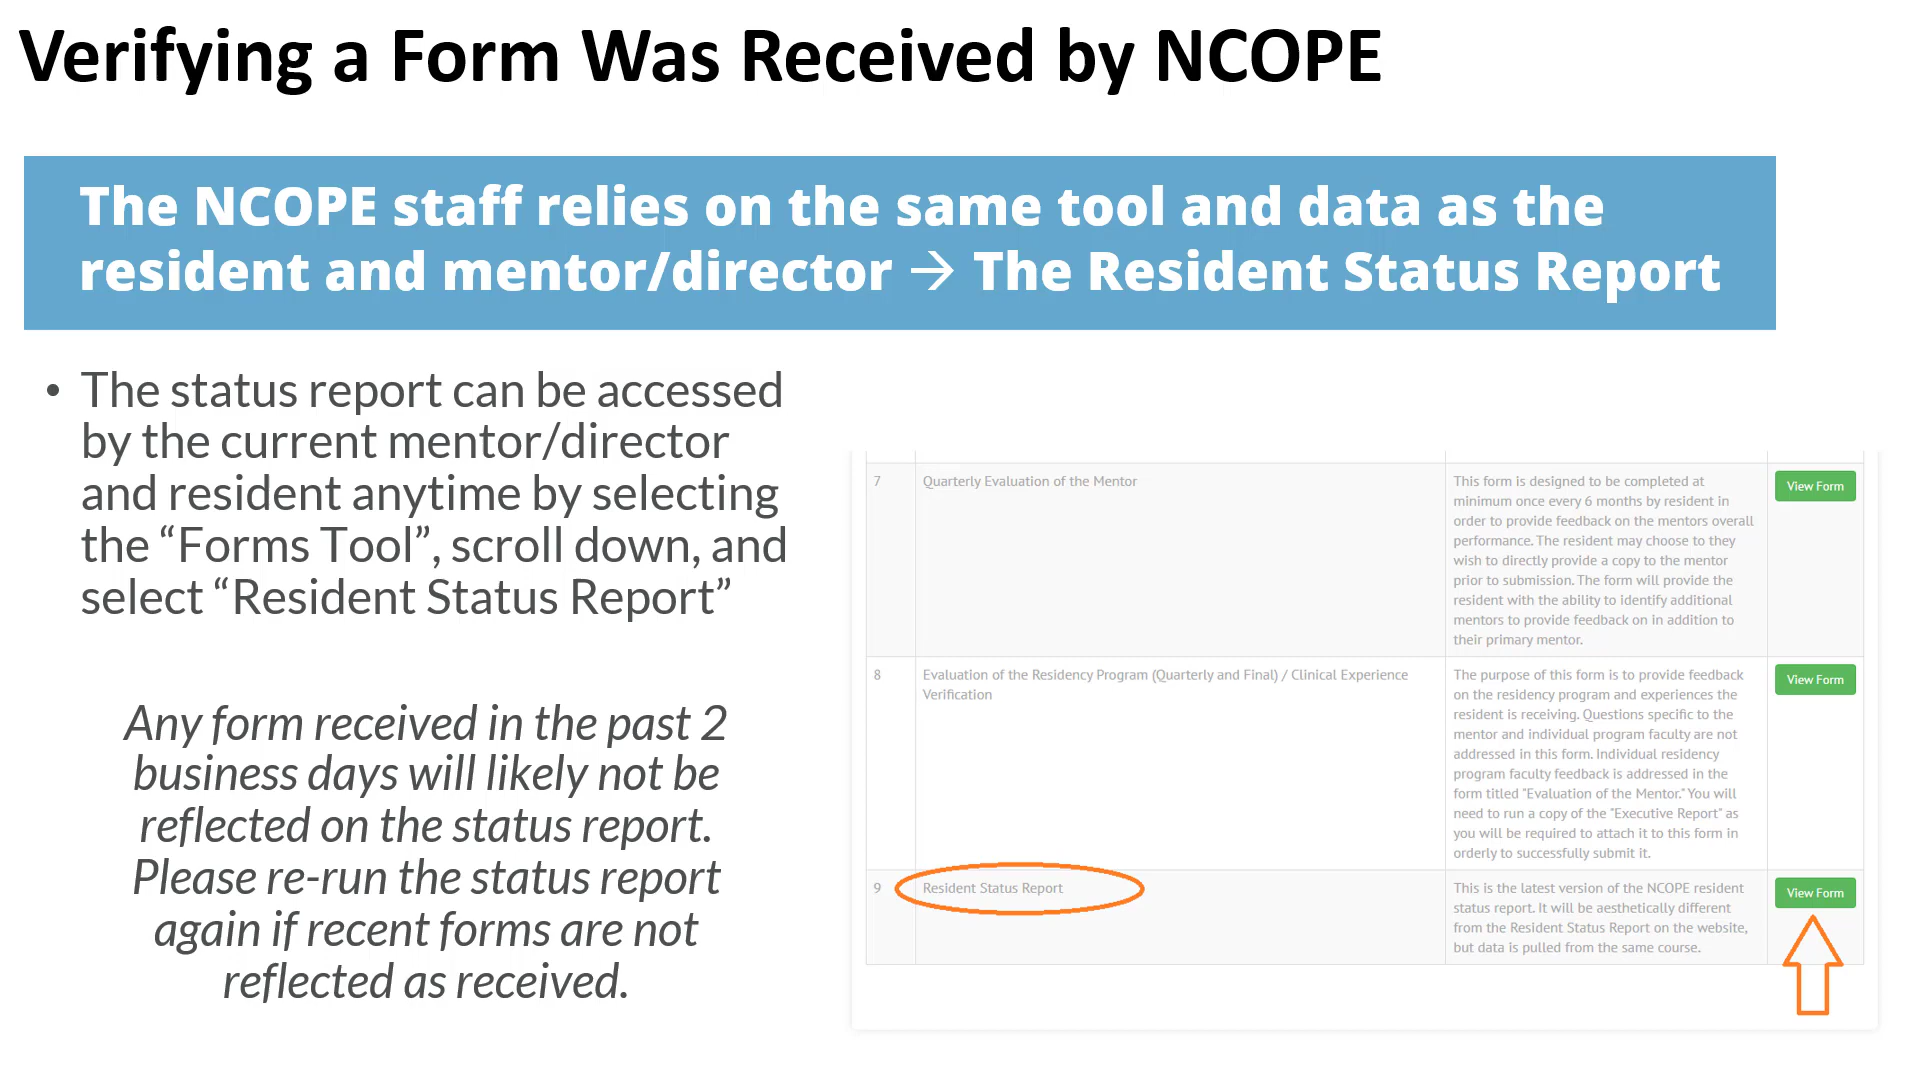 Verifying a Form Was Received by NCOPE
The NCOPE staff relies on the same tool and data as the
resident and mentor/director → The Resident Status Report
• The status report can be accessed
by the current mentor/director
and resident anytime by selecting
the “Forms Tool”, scroll down, and
select “Resident Status Report”
Any form received in the past 2
business days will likely not be
reflected on the status report.
Please re-run the status report
again if recent forms are not
reflected as received.
7
Quarterly Evaluation of the Mentor
This form is designed to be completed at
minimum once every 6 months by resident in
order to provide feedback on the mentors overall
performance. The resident may choose to they
wish to directly provide a copy to the mentor
prior to submission. The form will provide the
resident with the ability to identify additional
mentors to provide feedback on in addition to
their primary mentor.
View Form
8
Evaluation of the Residency Program (Quarterly and Final) / Clinical Experience
Verification
The purpose of this form is to provide feedback
on the residency program and experiences the
resident is receiving. Questions specific to the
mentor and individual program faculty are not
addressed in this form. Individual residency
program faculty feedback is addressed in the
form titled "Evaluation of the Mentor." You will
need to run a copy of the "Executive Report" as
you will be required to attach it to this form in
orderly to successfully submit it.
View Form
9
Resident Status Report
This is the latest version of the NCOPE resident
status report. It will be aesthetically different
from the Resident Status Report on the website,
but data is pulled from the same course.
View Form